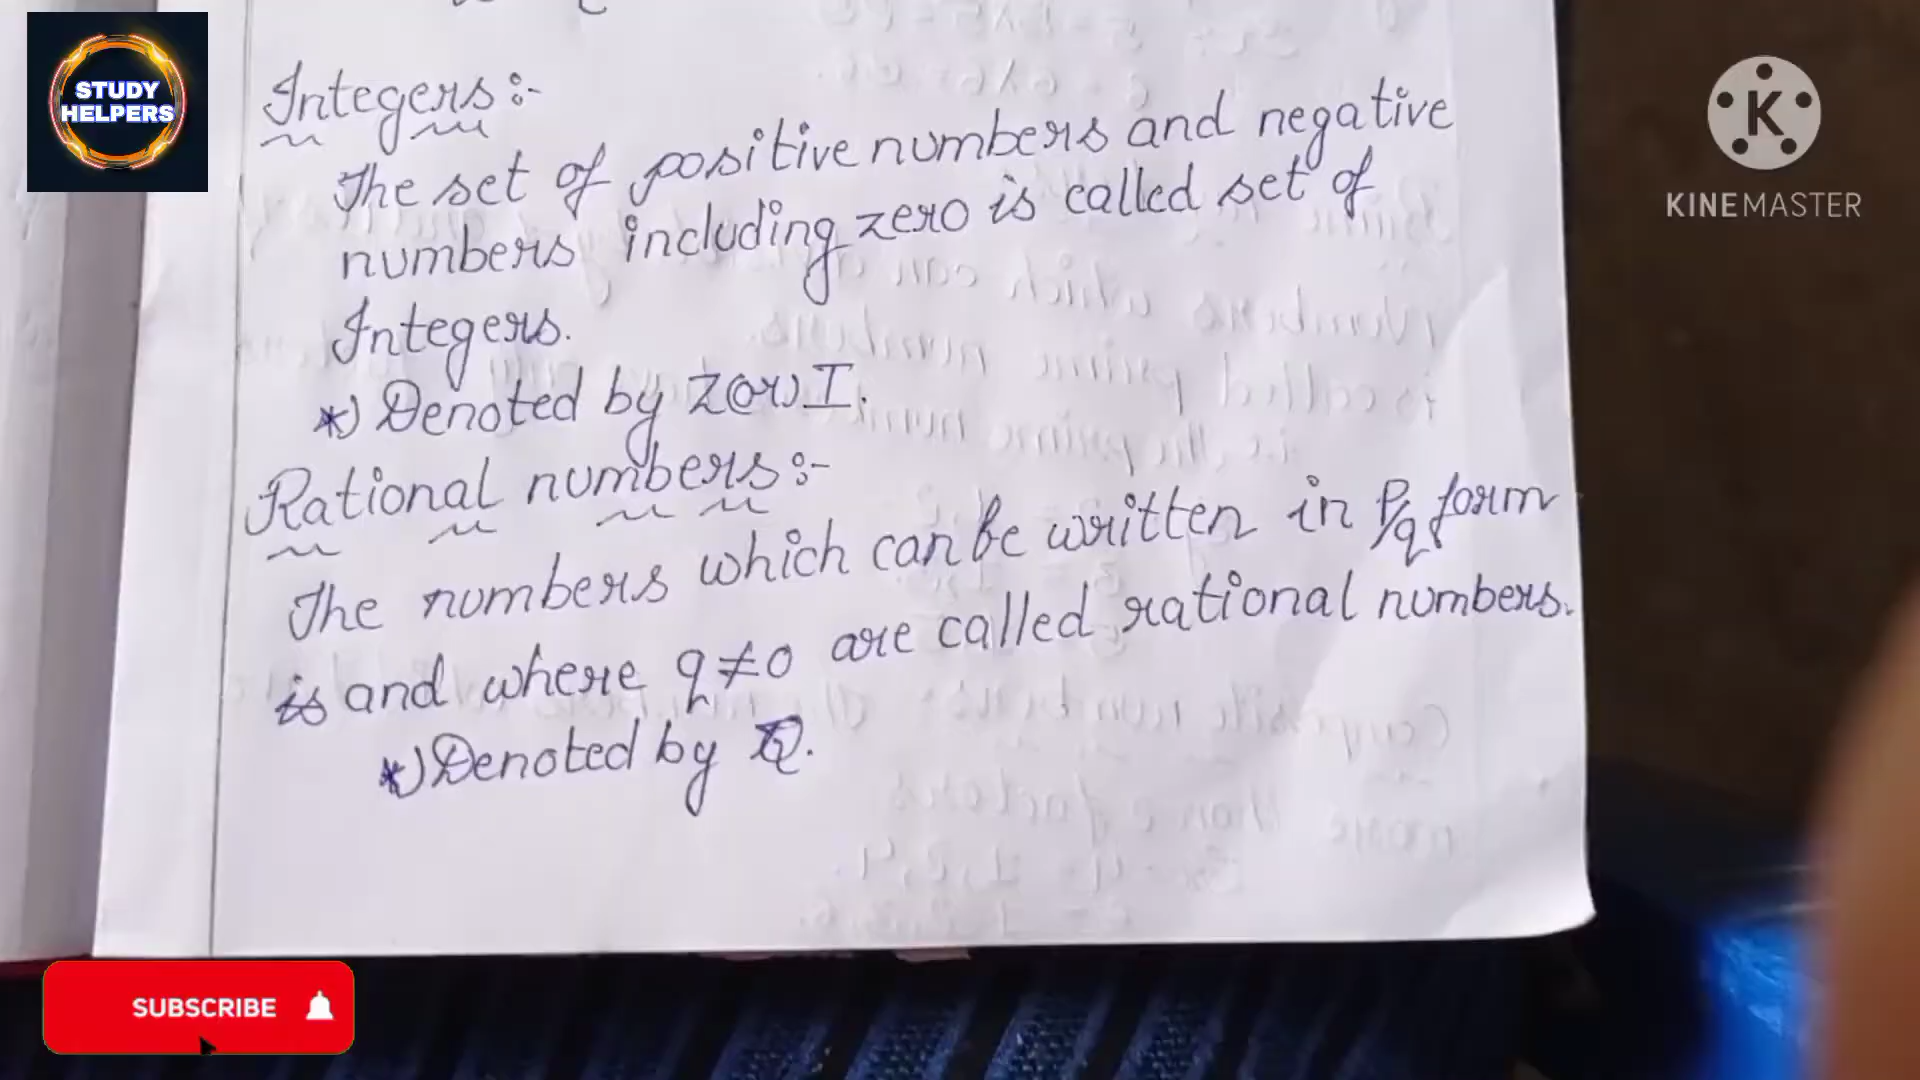 STUDY
HELPERS
KINEMASTER
Integers:-
The set of positive numbers and negative
numbers including zero is called set of
Integers.
*) Denoted by Z(or) I.
Rational numbers:-
The numbers which can be written in P/q form
is and where q≠0 are called rational numbers.
*) Denoted by Q.
SUBSCRIBE